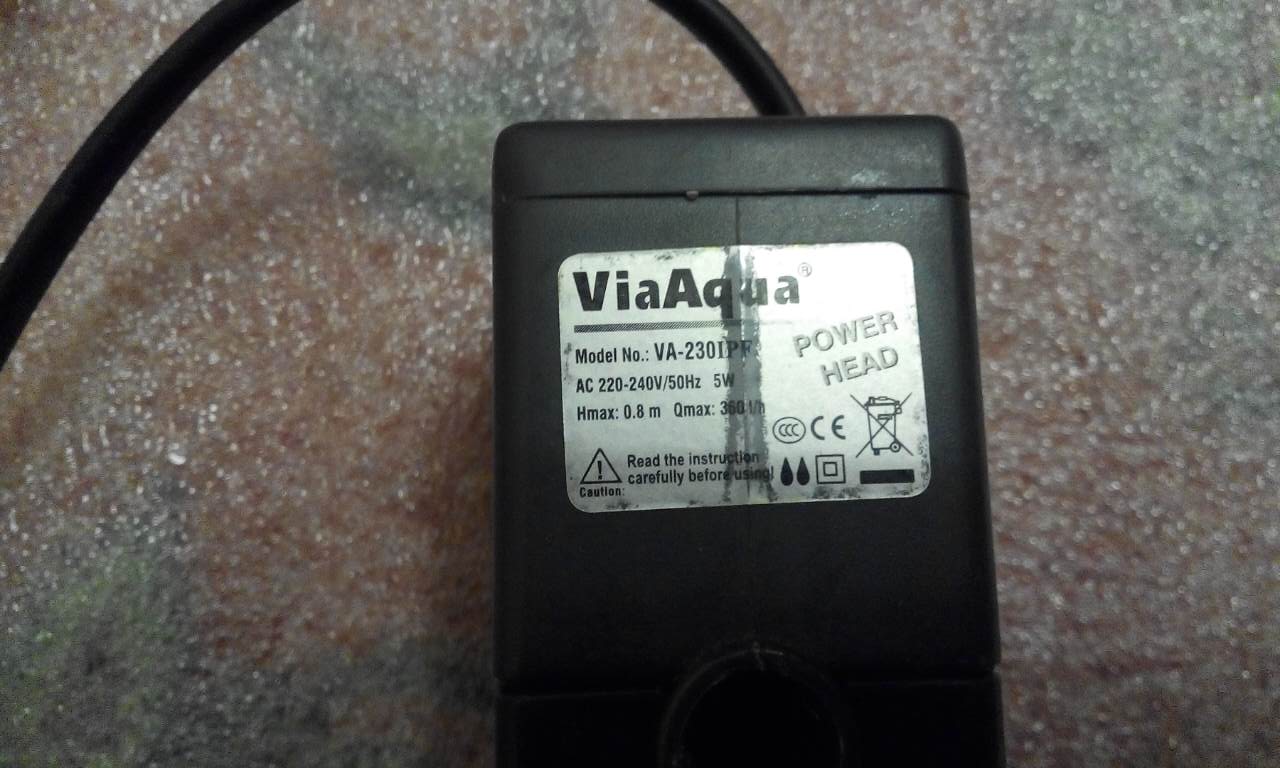 ViaAqua®
Model No.: VA-230IPF
AC 220-240V/50Hz 5W
Hmax: 0.8 m Qmax: 360 l/h
POWER
HEAD
CCC CE
Read the instruction
carefully before using!
Caution: